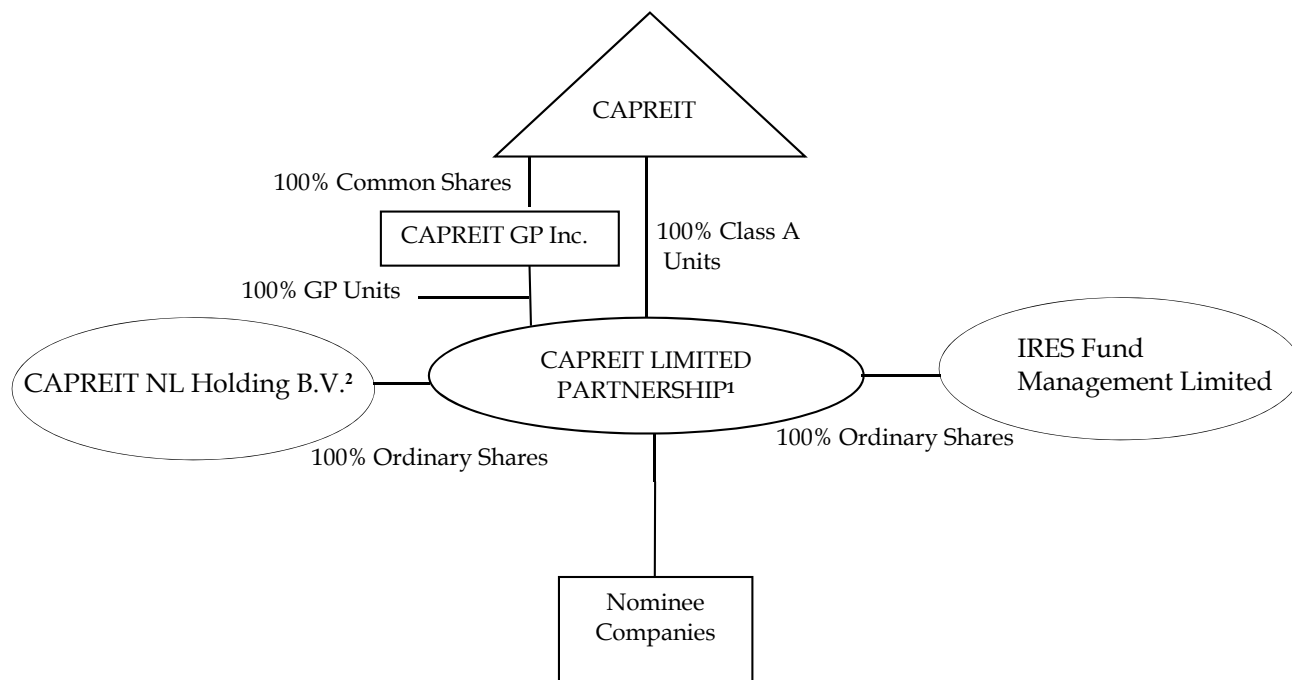 CAPREIT
100% Common Shares
CAPREIT GP Inc.
100% Class A
Units
100% GP Units
CAPREIT NL Holding B.V.²
CAPREIT LIMITED
PARTNERSHIP¹
IRES Fund
Management Limited
100% Ordinary Shares
100% Ordinary Shares
Nominee
Companies